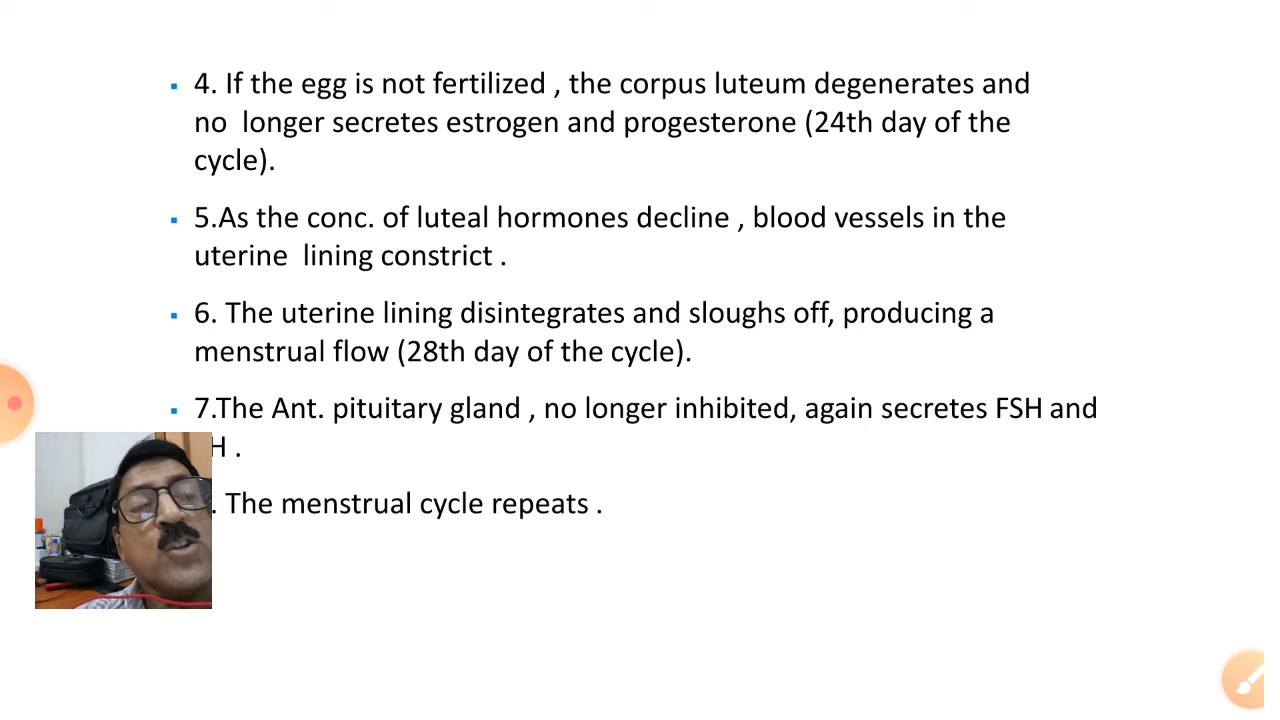 4. If the egg is not fertilized , the corpus luteum degenerates and
no longer secretes estrogen and progesterone (24th day of the
cycle).
5.As the conc. of luteal hormones decline , blood vessels in the
uterine lining constrict .
6. The uterine lining disintegrates and sloughs off, producing a
menstrual flow (28th day of the cycle).
7.The Ant. pituitary gland , no longer inhibited, again secretes FSH and
H .
. The menstrual cycle repeats .